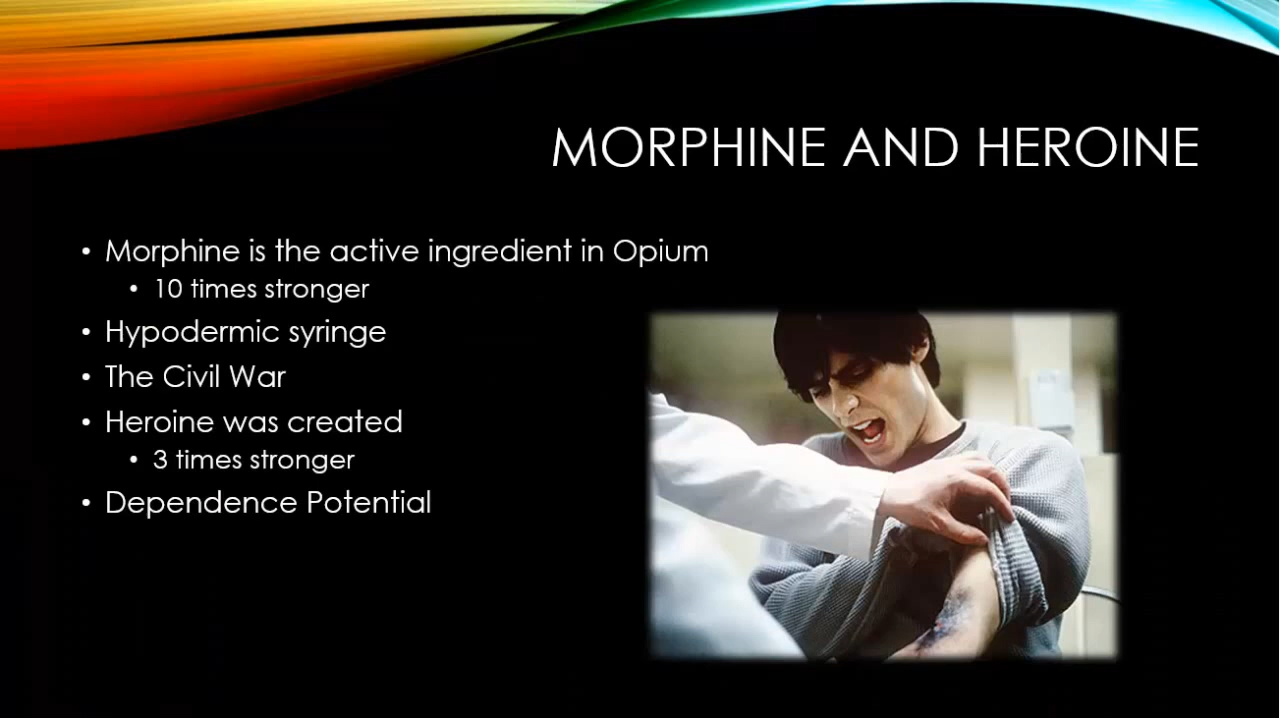 MORPHINE AND HEROINE
• Morphine is the active ingredient in Opium
• 10 times stronger
• Hypodermic syringe
• The Civil War
• Heroine was created
• 3 times stronger
• Dependence Potential